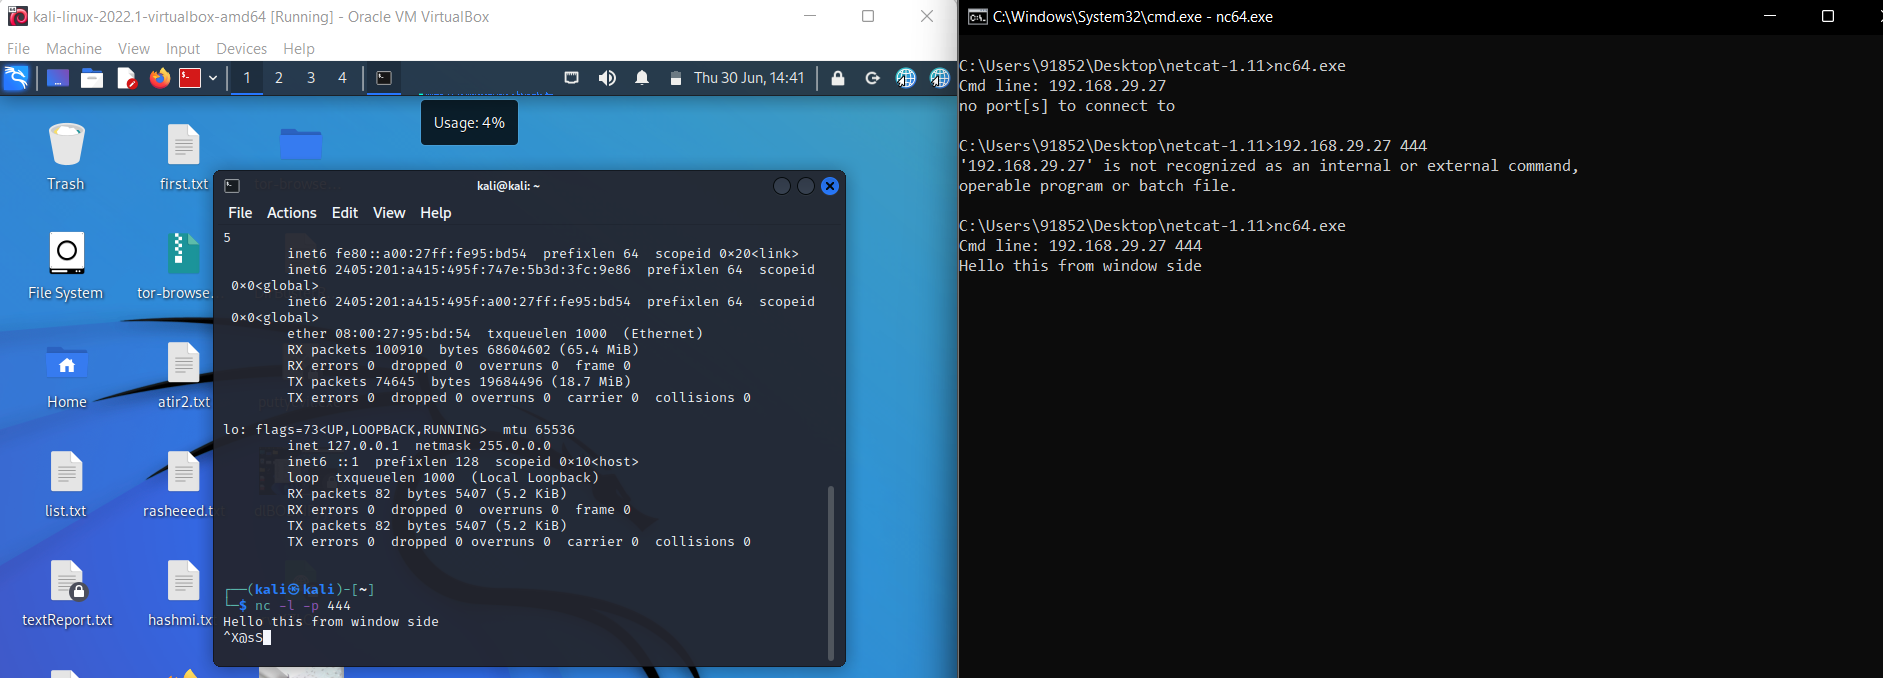 kali-linux-2022.1-virtualbox-amd64 [Running] - Oracle VM VirtualBox
File Machine View Input Devices Help
1 2 3 4 Thu 30 Jun, 14:41
Usage: 4%
Trash
first.txt
File System
tor-browse.
Home
atir2.txt
list.txt
rasheeed.t
textReport.txt
hashmi.tx
kali@kali: ~
File Actions Edit View Help
5
inet6 fe80::a00:27ff:fe95:bd54 prefixlen 64 scopeid 0×20<link>
inet6 2405:201:a415:495f:747e:5b3d:3fc:9e86 prefixlen 64 scopeid
0×0<global>
inet6 2405:201:a415:495f:a00:27ff:fe95:bd54 prefixlen 64 scopeid
0×0<global>
ether 08:00:27:95:bd:54 txqueuelen 1000 (Ethernet)
RX packets 100910 bytes 68604602 (65.4 MiB)
RX errors 0 dropped 0 overruns 0 frame 0
TX packets 74645 bytes 19684496 (18.7 MiB)
TX errors 0 dropped 0 overruns 0 carrier 0 collisions 0
lo: flags=73<UP,LOOPBACK,RUNNING> mtu 65536
inet 127.0.0.1 netmask 255.0.0.0
inet6 ::1 prefixlen 128 scopeid 0×10<host>
loop txqueuelen 1000 (Local Loopback)
RX packets 82 bytes 5407 (5.2 KiB)
RX errors 0 dropped 0 overruns 0 frame 0
TX packets 82 bytes 5407 (5.2 KiB)
TX errors 0 dropped 0 overruns 0 carrier 0 collisions 0
┌──(kali㉿kali)-[~]
└─$ nc -l -p 444
Hello this from window side
^X@sS
C:\Windows\System32\cmd.exe - nc64.exe
C:\Users\91852\Desktop\netcat-1.11>nc64.exe
Cmd line: 192.168.29.27
no port[s] to connect to
C:\Users\91852\Desktop\netcat-1.11>192.168.29.27 444
'192.168.29.27' is not recognized as an internal or external command,
operable program or batch file.
C:\Users\91852\Desktop\netcat-1.11>nc64.exe
Cmd line: 192.168.29.27 444
Hello this from window side